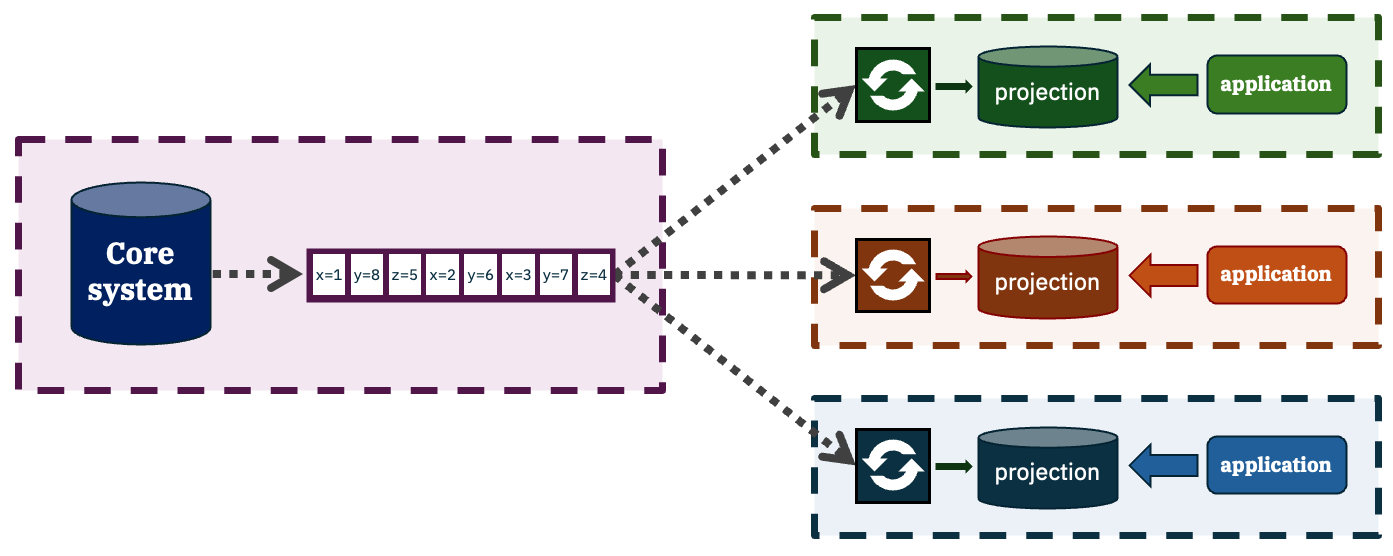 Core
system
x=1 y=8 z=5 x=2 y=6 x=3 y=7 z=4
projection
application
projection
application
projection
application